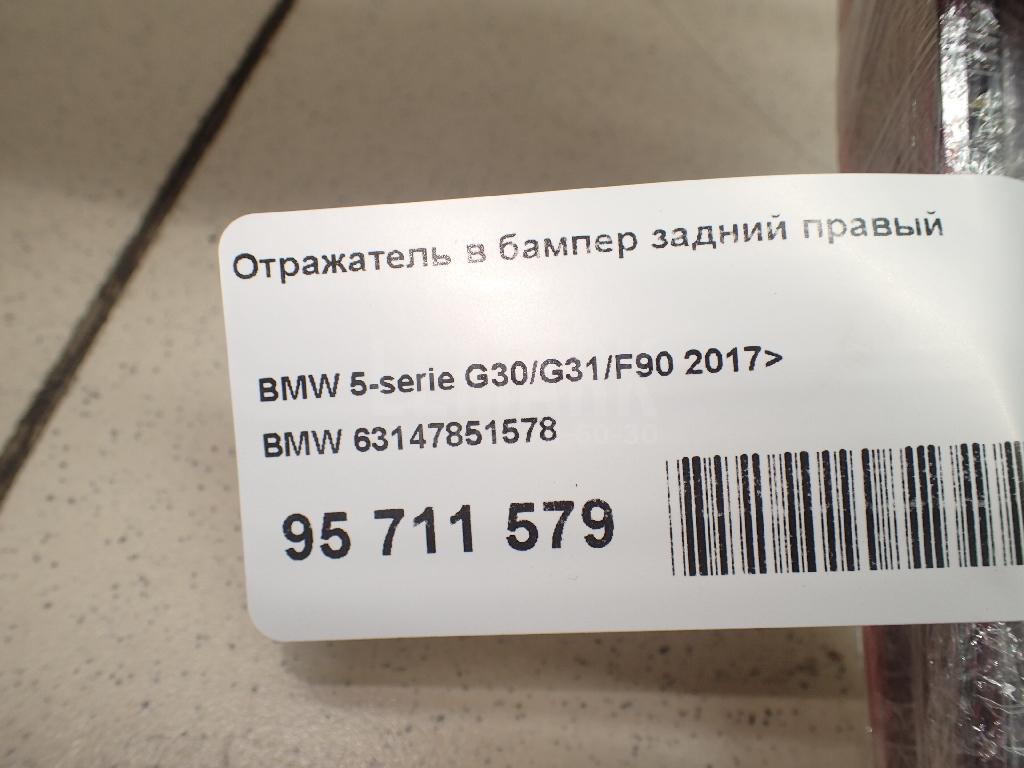 Отражатель в бампер задний правый
BMW 5-serie G30/G31/F90 2017>
BMW 63147851578
95 711 579